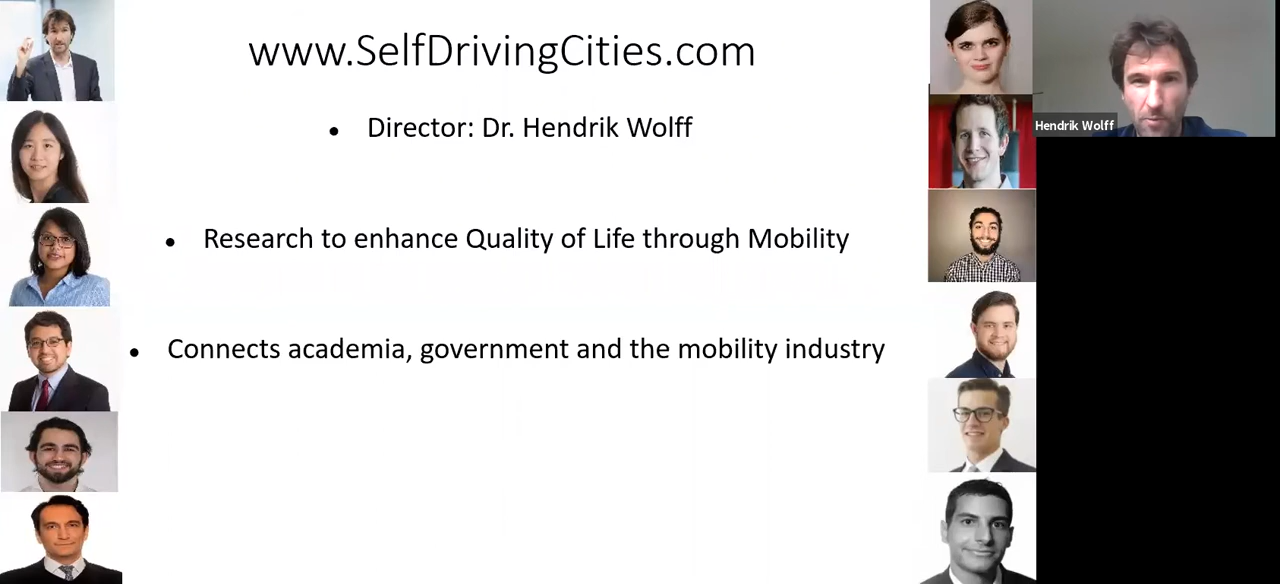 www.SelfDrivingCities.com
• Director: Dr. Hendrik Wolff
Hendrik Wolff
• Research to enhance Quality of Life through Mobility
• Connects academia, government and the mobility industry